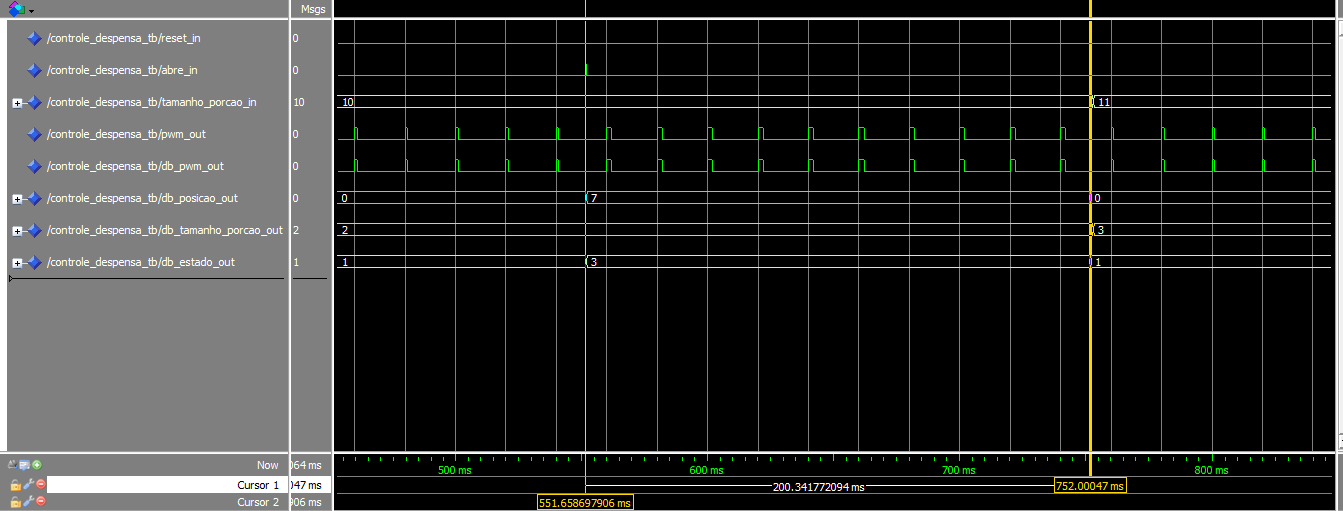 Msgs
/controle_despensa_tb/reset_in 0
/controle_despensa_tb/abre_in 0
/controle_despensa_tb/tamanho_porcao_in 10 10 11
/controle_despensa_tb/pwm_out 0
/controle_despensa_tb/db_pwm_out 0
/controle_despensa_tb/db_posicao_out 0 0 7 0
/controle_despensa_tb/db_tamanho_porcao_out 2 2 3
/controle_despensa_tb/db_estado_out 1 1 3 1
Now 064 ms 500 ms 600 ms 700 ms 800 ms
Cursor 1 047 ms 200.341772094 ms 752.00047 ms
Cursor 2 906 ms 551.658697906 ms